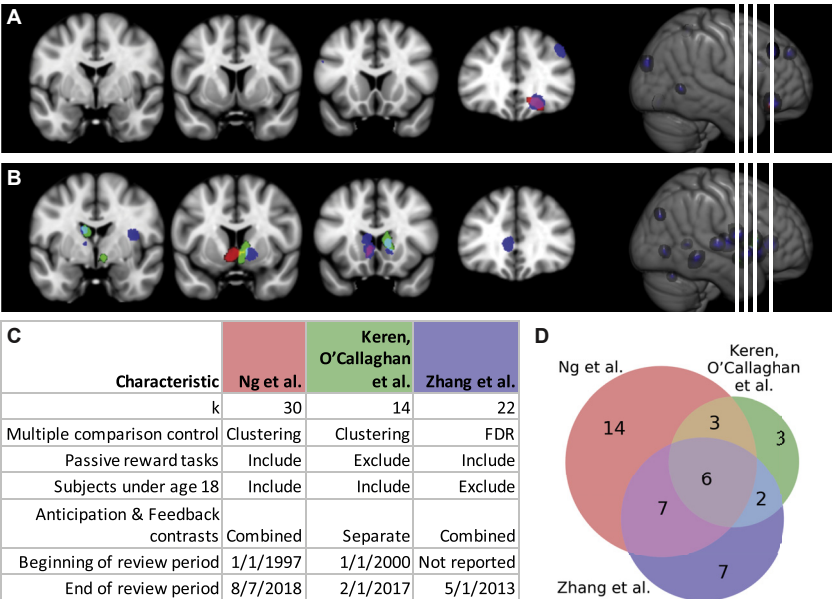 A
B
C
Characteristic Ng et al. Keren, O'Callaghan et al. Zhang et al.
k 30 14 22
Multiple comparison control Clustering Clustering FDR
Passive reward tasks Include Exclude Include
Subjects under age 18 Include Include Exclude
Anticipation & Feedback
contrasts Combined Separate Combined
Beginning of review period 1/1/1997 1/1/2000 Not reported
End of review period 8/7/2018 2/1/2017 5/1/2013
D
Ng et al.
Keren,
O'Callaghan
et al.
14
3
3
6
7
2
7
Zhang et al.